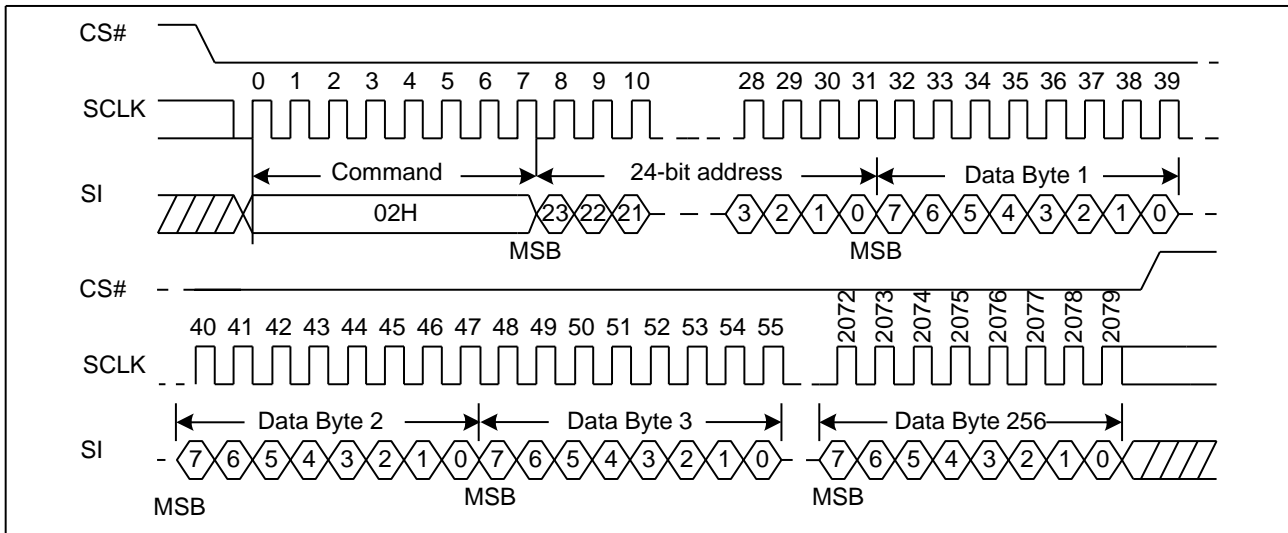 CS#
0 1 2 3 4 5 6 7 8 9 10 28 29 30 31 32 33 34 35 36 37 38 39
SCLK
Command 24-bit address Data Byte 1
SI
02H 23 22 21 3 2 1 0 7 6 5 4 3 2 1 0
MSB MSB
CS#
2072 2073 2074 2075 2076 2077 2078 2079
40 41 42 43 44 45 46 47 48 49 50 51 52 53 54 55
SCLK
Data Byte 2 Data Byte 3 Data Byte 256
SI
7 6 5 4 3 2 1 0 7 6 5 4 3 2 1 0 7 6 5 4 3 2 1 0
MSB MSB MSB